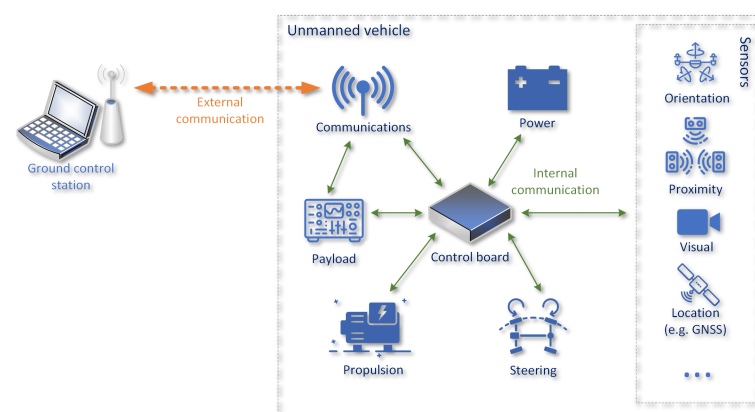 Unmanned vehicle
Sensors
External
communication
Communications
Power
Orientation
Ground control
station
Internal
communication
Proximity
Payload
Control board
Visual
Location
(e.g. GNSS)
Propulsion
Steering
...